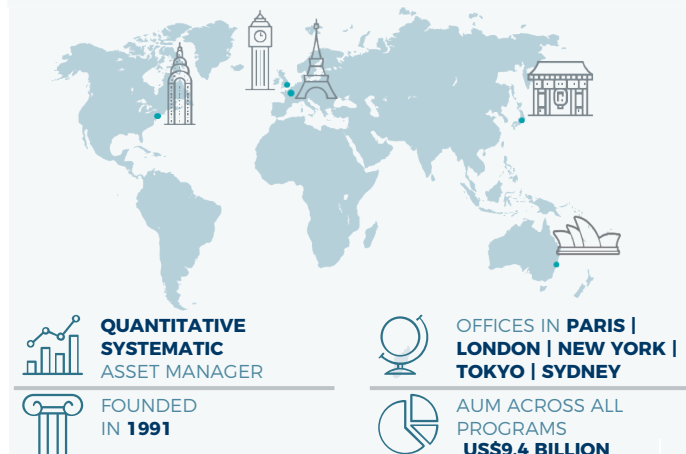 QUANTITATIVE
SYSTEMATIC
ASSET MANAGER
OFFICES IN PARIS |
LONDON | NEW YORK |
TOKYO | SYDNEY
FOUNDED
IN 1991
AUM ACROSS ALL
PROGRAMS
US$9.4 BILLION